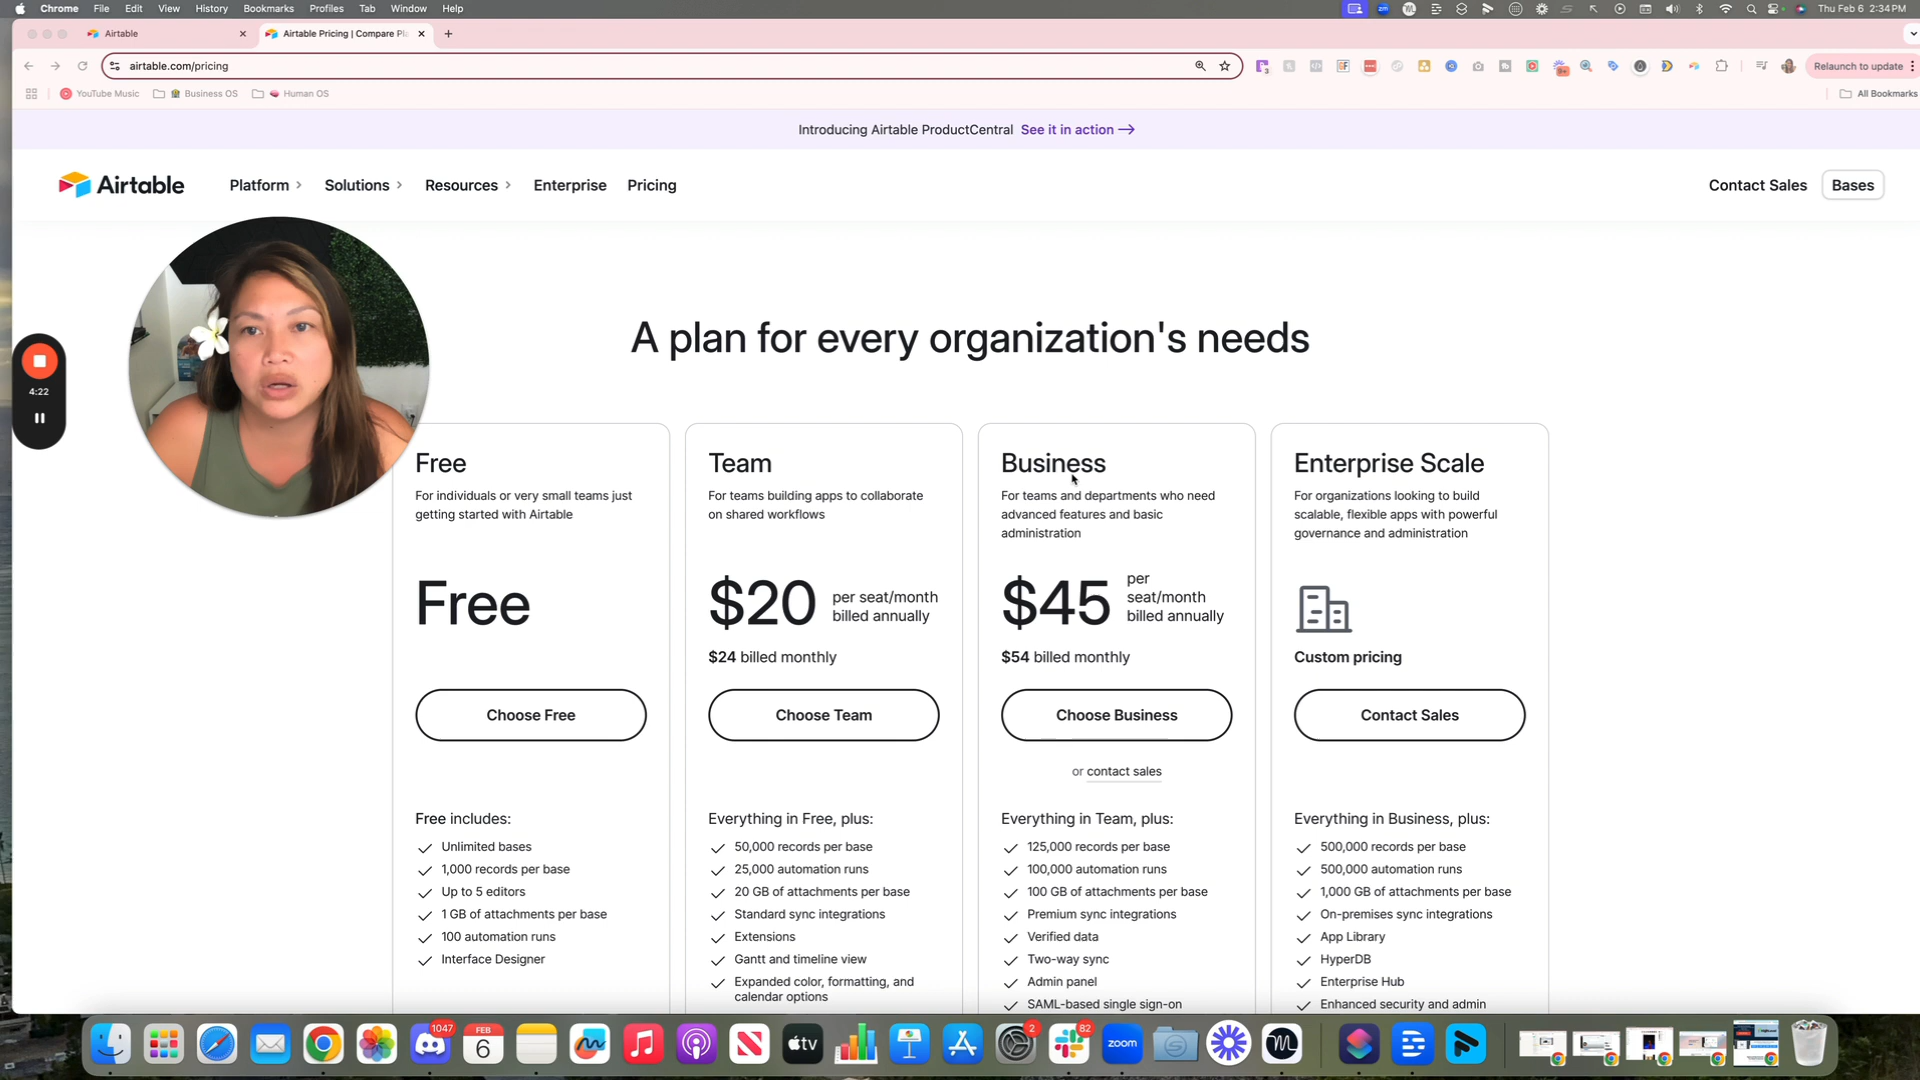 Chrome File Edit View History Bookmarks Profiles Tab Window Help
zm
Thu Feb 6 2:34 PM
Airtable
Airtable Pricing | Compare Pl
airtable.com/pricing
Relaunch to update
YouTube Music
Business OS
Human OS
All Bookmarks
Introducing Airtable ProductCentral See it in action →
Airtable
Platform
Solutions
Resources
Enterprise
Pricing
Contact Sales
Bases
4:22
A plan for every organization's needs
Free
For individuals or very small teams just
getting started with Airtable
Free
Choose Free
Free includes:
Unlimited bases
1,000 records per base
Up to 5 editors
1 GB of attachments per base
100 automation runs
Interface Designer
Team
For teams building apps to collaborate
on shared workflows
$20 per seat/month
billed annually
$24 billed monthly
Choose Team
Everything in Free, plus:
50,000 records per base
25,000 automation runs
20 GB of attachments per base
Standard sync integrations
Extensions
Gantt and timeline view
Expanded color, formatting, and
calendar options
Business
For teams and departments who need
advanced features and basic
administration
$45 per
seat/month
billed annually
$54 billed monthly
Choose Business
or contact sales
Everything in Team, plus:
125,000 records per base
100,000 automation runs
100 GB of attachments per base
Premium sync integrations
Verified data
Two-way sync
Admin panel
SAML-based single sign-on
Enterprise Scale
For organizations looking to build
scalable, flexible apps with powerful
governance and administration
Custom pricing
Contact Sales
Everything in Business, plus:
500,000 records per base
500,000 automation runs
1,000 GB of attachments per base
On-premises sync integrations
App Library
HyperDB
Enterprise Hub
Enhanced security and admin
1047
FEB
6
tv
2
82
zoom